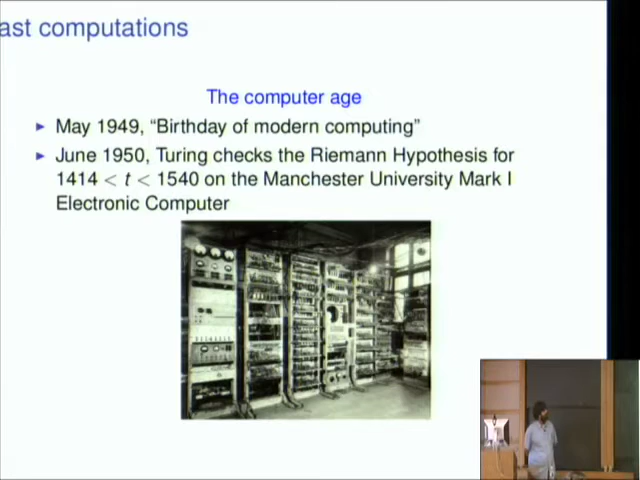 ast computations
The computer age
May 1949, “Birthday of modern computing”
June 1950, Turing checks the Riemann Hypothesis for
1414 < t < 1540 on the Manchester University Mark I
Electronic Computer